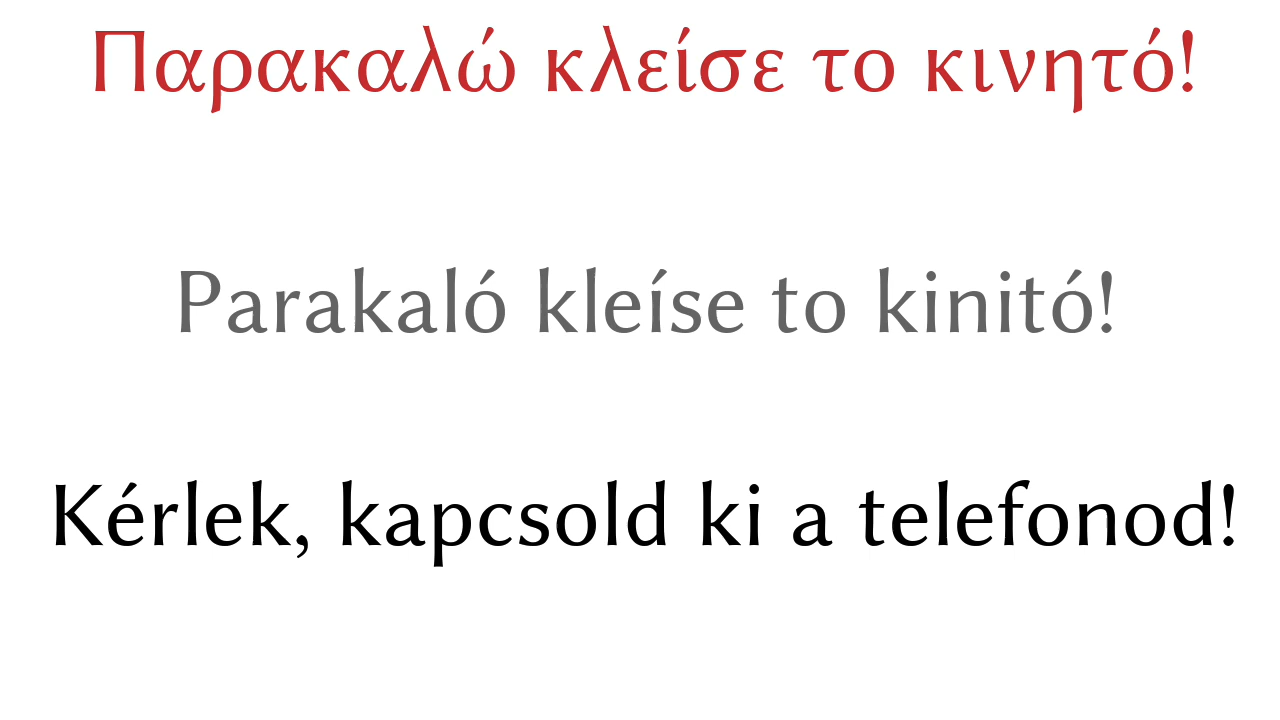 Παρακαλώ κλείσε το κινητό!
Parakaló kleíse to kinitó!
Kérlek, kapcsold ki a telefonod!